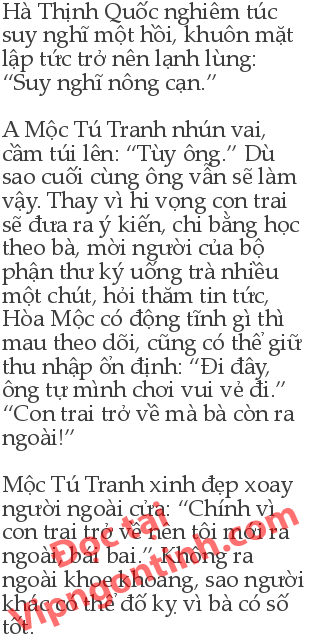 Hà Thịnh Quốc nghiêm túc
suy nghĩ một hồi, khuôn mặt
lập tức trở nên lạnh lùng:
“Suy nghĩ nông cạn.”
A Mộc Tú Tranh nhún vai,
cầm túi lên: “Tùy ông.” Dù
sao cuối cùng ông vẫn sẽ làm
vậy. Thay vì hi vọng con trai
sẽ đưa ra ý kiến, chi bằng học
theo bà, mời người của bộ
phận thư ký uống trà nhiều
một chút, hỏi thăm tin tức,
Hòa Mộc có động tĩnh gì thì
mau theo dõi, cũng có thể giữ
thu nhập ổn định: “Đi đây,
ông tự mình chơi vui vẻ đi.”
“Con trai trở về mà bà còn ra
ngoài!”
Mộc Tú Tranh xinh đẹp xoay
người ngoài cửa: “Chính vì
con trai trở về nên tôi mới ra
ngoài, bái bai.” Không ra
ngoài khoe khoang, sao người
khác có thể đố kỵ vì bà có số
tốt.
Đọc tại
Vipngontinh.com